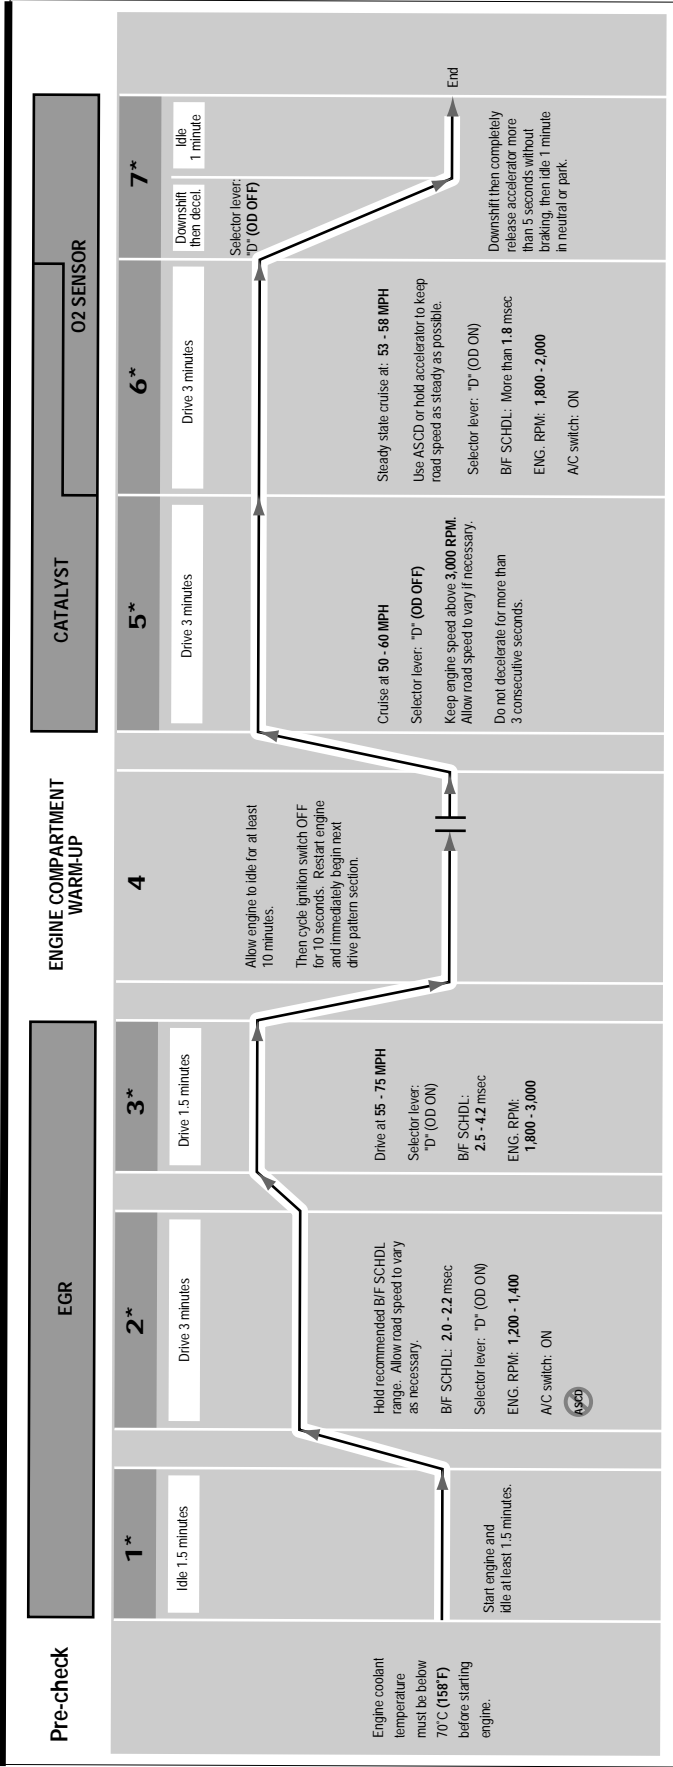 Pre-check
EGR
ENGINE COMPARTMENT
WARM-UP
CATALYST
O2 SENSOR
Engine coolant
temperature
must be below
70˚C (158˚F)
before starting
engine.
1*
Idle 1.5 minutes
Start engine and
idle at least 1.5 minutes.
2*
Drive 3 minutes
Hold recommended B/F SCHDL
range. Allow road speed to vary
as necessary.
B/F SCHDL: 2.0 - 2.2 msec
Selector lever: "D" (OD ON)
ENG. RPM: 1,200 - 1,400
A/C switch: ON
ASCD
3*
Drive 1.5 minutes
Drive at 55 - 75 MPH
Selector lever:
"D" (OD ON)
B/F SCHDL:
2.5 - 4.2 msec
ENG. RPM:
1,800 - 3,000
4
Allow engine to idle for at least
10 minutes.
Then cycle ignition switch OFF
for 10 seconds. Restart engine
and immediately begin next
drive pattern section.
5*
Drive 3 minutes
Cruise at 50 - 60 MPH
Selector lever: "D" (OD OFF)
Keep engine speed above 3,000 RPM.
Allow road speed to vary if necessary.
Do not decelerate for more than
3 consecutive seconds.
6*
Drive 3 minutes
Steady state cruise at: 53 - 58 MPH
Use ASCD or hold accelerator to keep
road speed as steady as possible.
Selector lever: "D" (OD ON)
B/F SCHDL: More than 1.8 msec
ENG. RPM: 1,800 - 2,000
A/C switch: ON
7*
Downshift
then decel.
Idle
1 minute
Selector lever:
"D" (OD OFF)
End
Downshift then completely
release accelerator more
than 5 seconds without
braking, then idle 1 minute
in neutral or park.